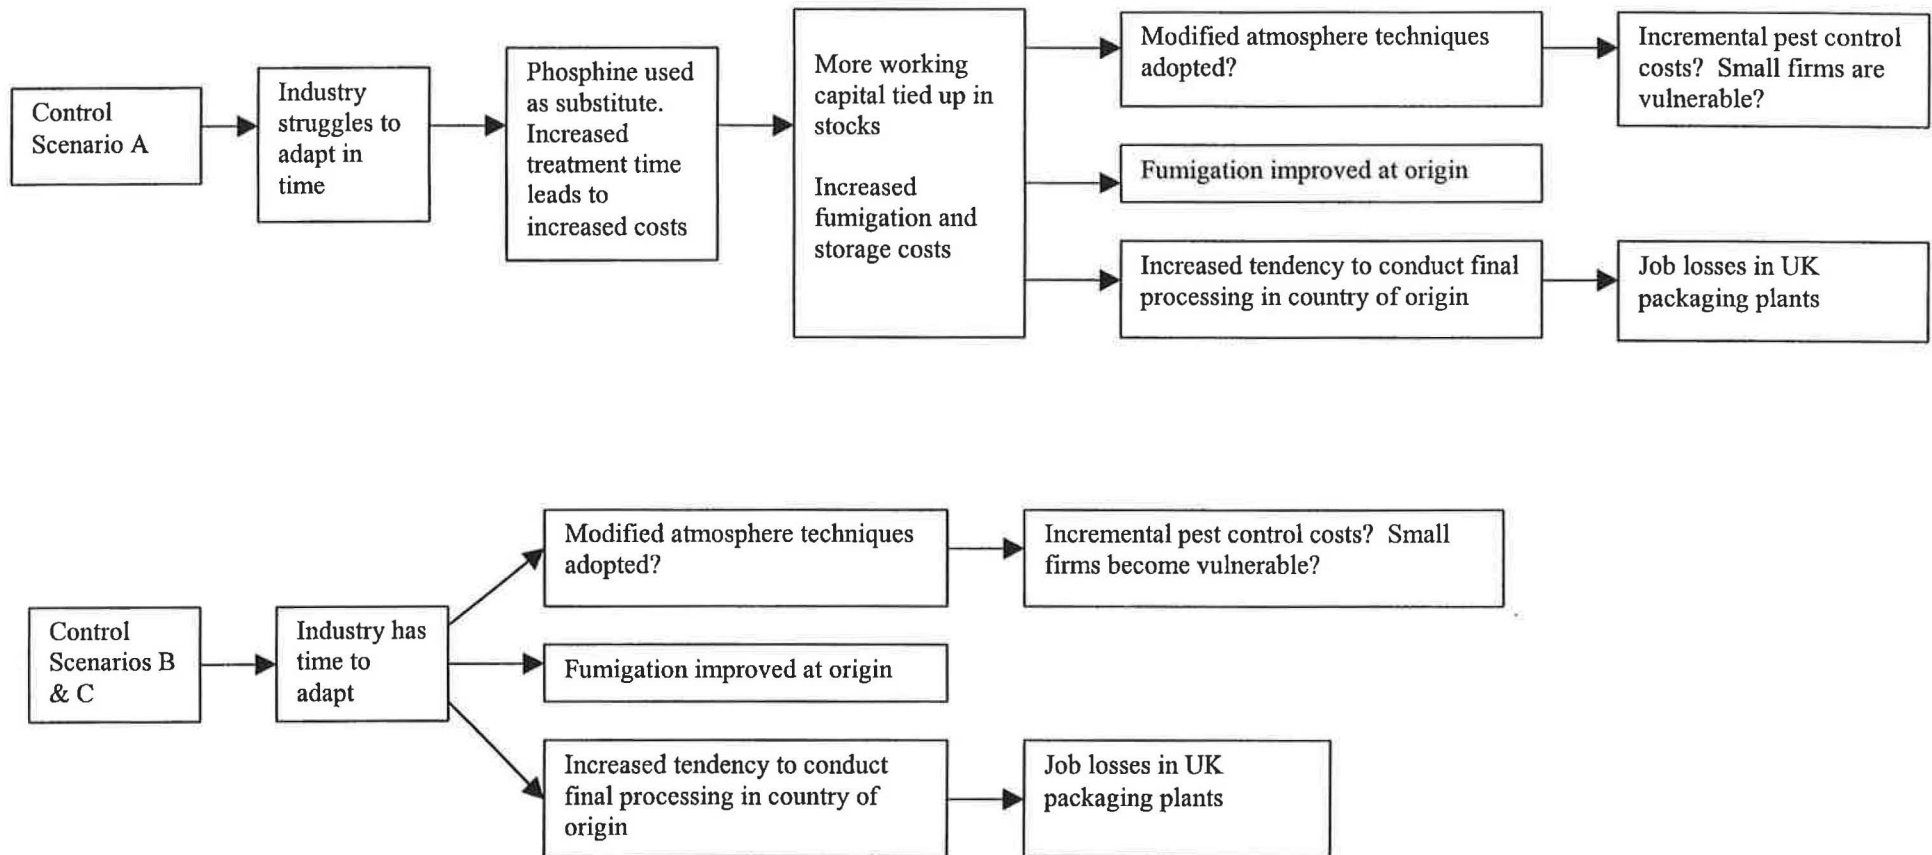 Control
Scenario A
Industry
struggles to
adapt in
time
Phosphine used
as substitute.
Increased
treatment time
leads to
increased costs
More working
capital tied up in
stocks
Increased
fumigation and
storage costs
Modified atmosphere techniques
adopted?
Incremental pest control
costs? Small firms are
vulnerable?
Fumigation improved at origin
Increased tendency to conduct final
processing in country of origin
Job losses in UK
packaging plants
Control
Scenarios B
& C
Industry has
time to
adapt
Modified atmosphere techniques
adopted?
Incremental pest control costs? Small
firms become vulnerable?
Fumigation improved at origin
Increased tendency to conduct
final processing in country of
origin
Job losses in UK
packaging plants